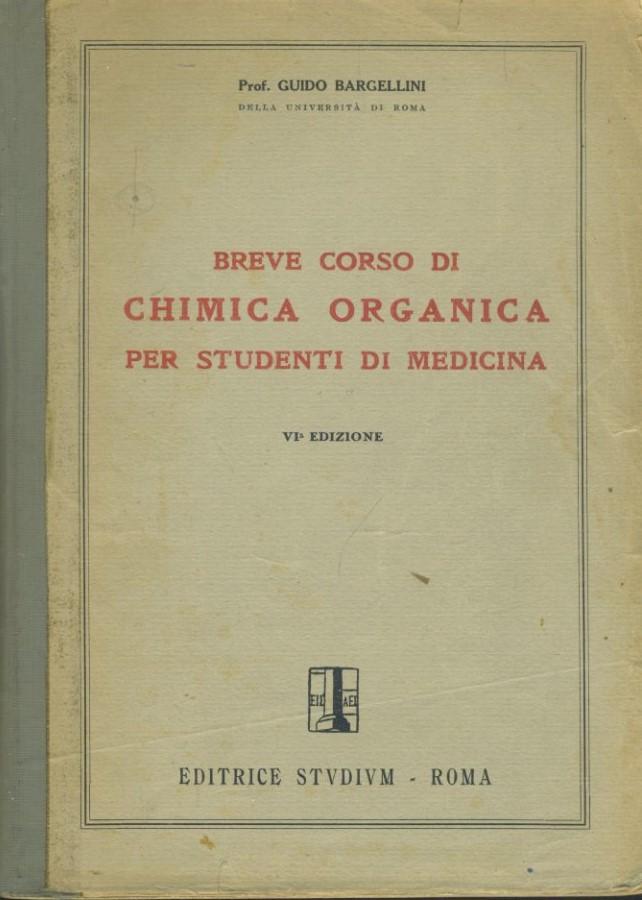 Prof. GUIDO BARGELLINI
DELLA UNIVERSITÀ DI ROMA
BREVE CORSO DI
CHIMICA ORGANICA
PER STUDENTI DI MEDICINA
VIª EDIZIONE
EDITRICE STVDIVM - ROMA